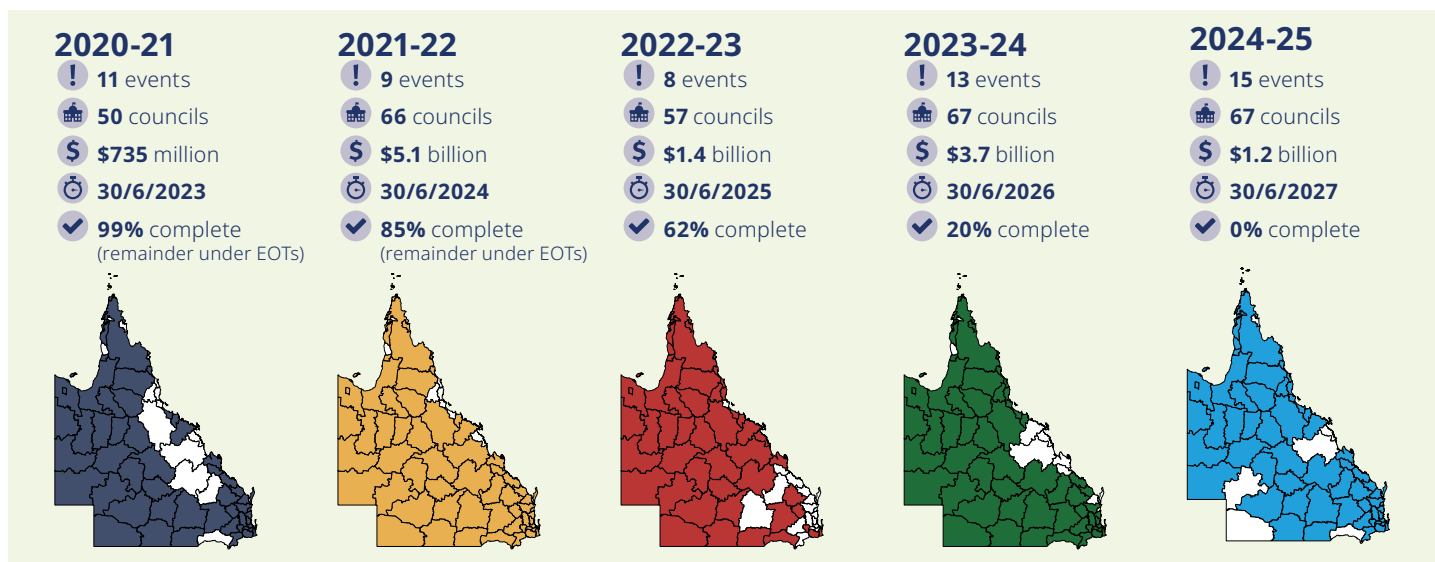 2020-21
11 events
50 councils
$735 million
30/6/2023
99% complete
(remainder under EOTs)
2021-22
9 events
66 councils
$5.1 billion
30/6/2024
85% complete
(remainder under EOTs)
2022-23
8 events
57 councils
$1.4 billion
30/6/2025
62% complete
2023-24
13 events
67 councils
$3.7 billion
30/6/2026
20% complete
2024-25
15 events
67 councils
$1.2 billion
30/6/2027
0% complete